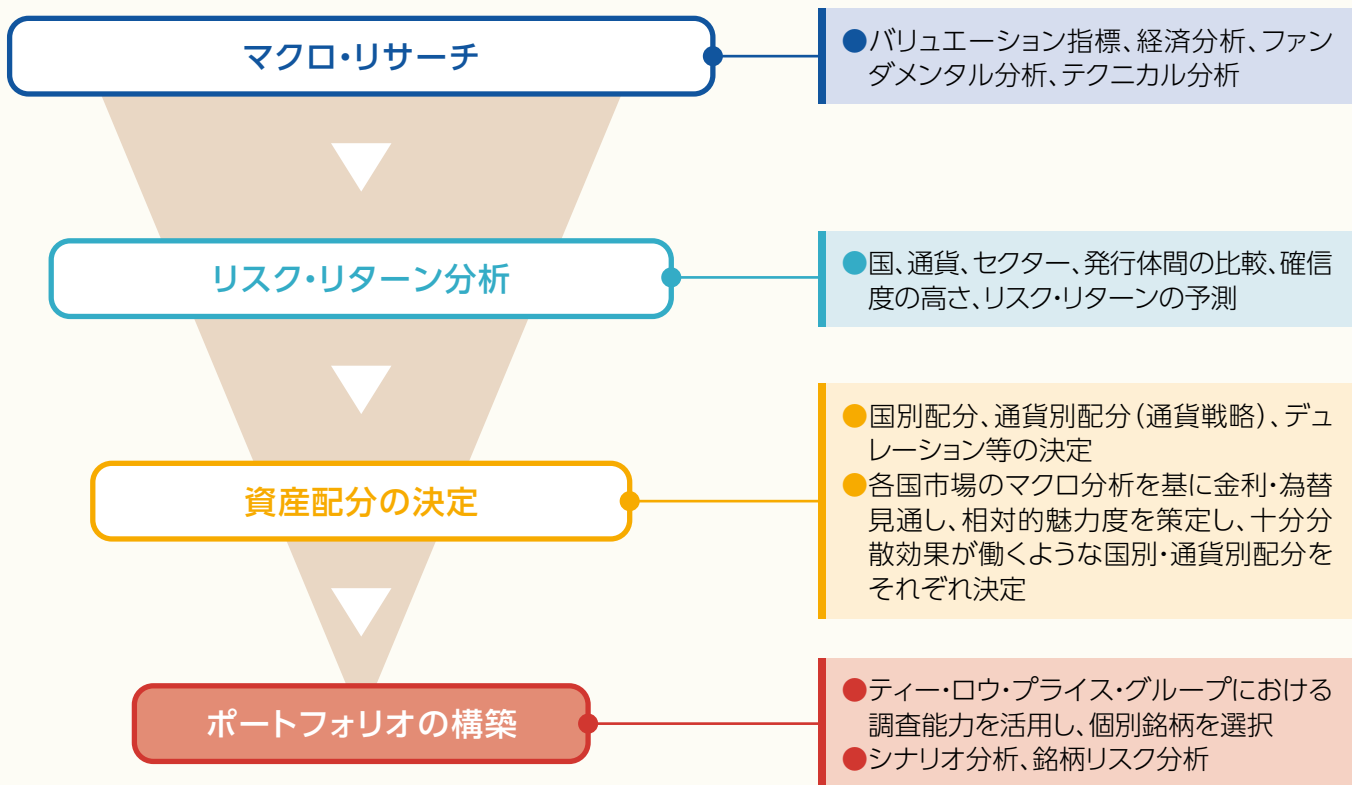 マクロ・リサーチ
●バリュエーション指標、経済分析、ファン
ダメンタル分析、テクニカル分析
リスク・リターン分析
●国、通貨、セクター、発行体間の比較、確信
度の高さ、リスク・リターンの予測
資産配分の決定
●国別配分、通貨別配分（通貨戦略）、デュ
レーション等の決定
●各国市場のマクロ分析を基に金利・為替
見通し、相対的魅力度を策定し、十分分
散効果が働くような国別・通貨別配分を
それぞれ決定
ポートフォリオの構築
●ティー・ロウ・プライス・グループにおける
調査能力を活用し、個別銘柄を選択
●シナリオ分析、銘柄リスク分析